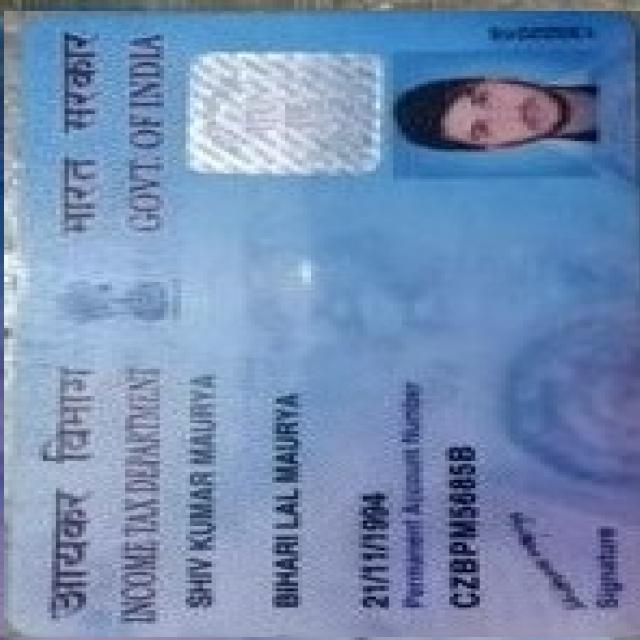 आयकर विभाग भारत सरकार
INCOME TAX DEPARTMENT GOVT. OF INDIA
SHIV KUMAR MAURYA
BIHARI LAL MAURYA
21/11/1994
Permanent Account Number
CZBPM5685B
Signature